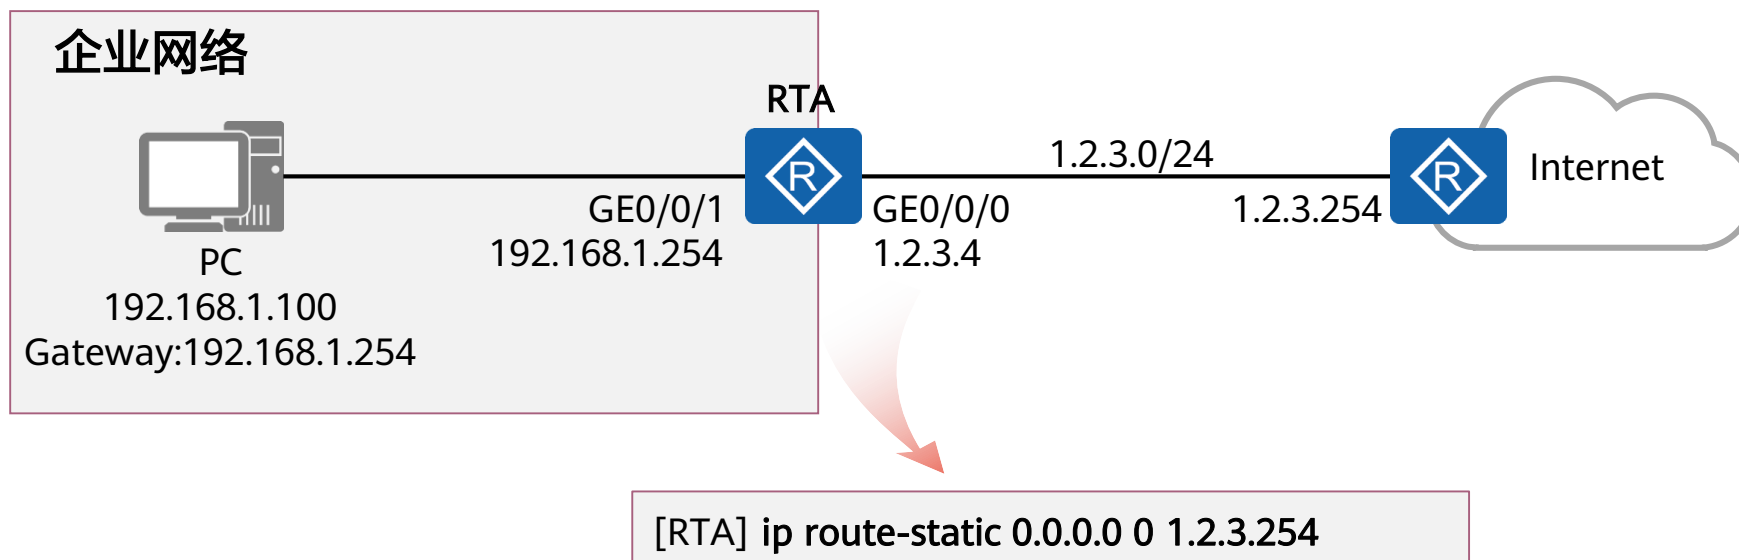 企业网络
RTA
R
1.2.3.0/24
R
Internet
GE0/0/1
192.168.1.254
GE0/0/0
1.2.3.4
1.2.3.254
PC
192.168.1.100
Gateway:192.168.1.254
[RTA] ip route-static 0.0.0.0 0 1.2.3.254